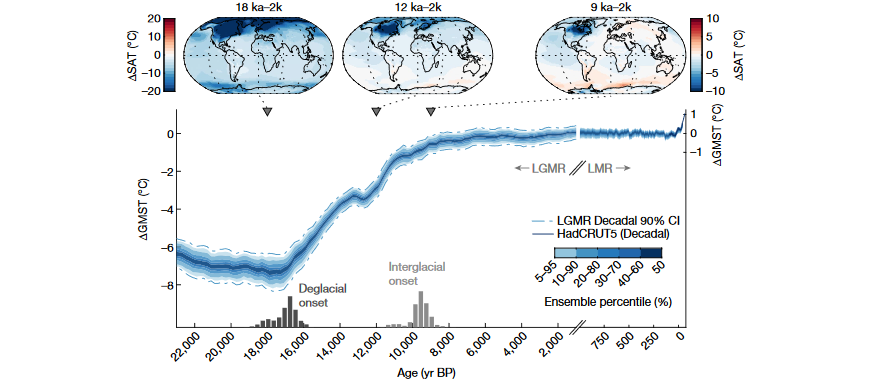 18 ka–2k
12 ka–2k
9 ka–2k
ΔSAT (°C)
20
10
0
−10
−20
10
5
0
−5
−10
ΔSAT (°C)
ΔGMST (°C)
0
−2
−4
−6
−8
1
0
−1
ΔGMST (°C)
LGMR
LMR
LGMR Decadal 90% CI
HadCRUT5 (Decadal)
5–95
10–90
20–80
30–70
40–60
50
Ensemble percentile (%)
Deglacial
onset
Interglacial
onset
22,000
20,000
18,000
16,000
14,000
12,000
10,000
8,000
6,000
4,000
2,000
750
500
250
0
Age (yr BP)